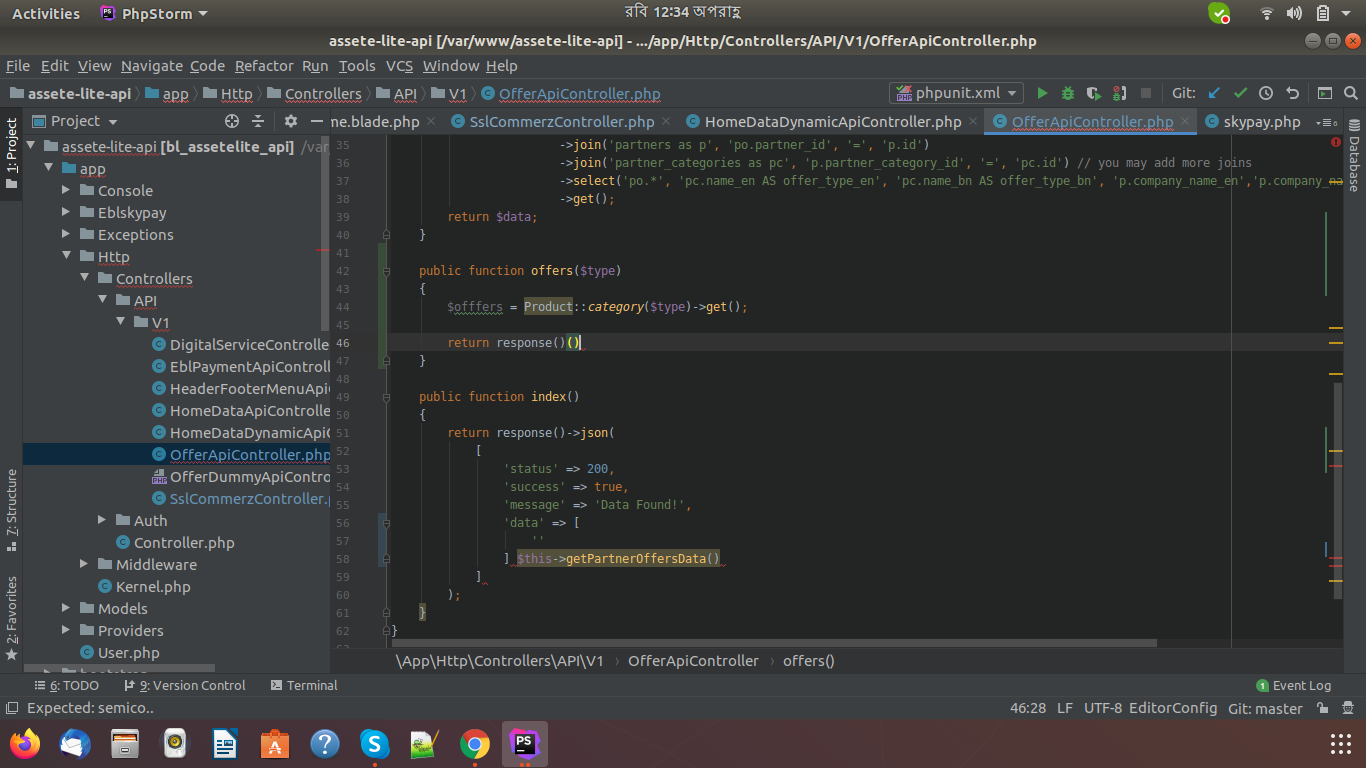 Activities PhpStorm রবি 12:34 অপরাহ্ণ
assete-lite-api [/var/www/assete-lite-api] - .../app/Http/Controllers/API/V1/OfferApiController.php
File Edit View Navigate Code Refactor Run Tools VCS Window Help
assete-lite-api app Http Controllers API V1 OfferApiController.php phpunit.xml Git:
1: Project
7: Structure
2: Favorites
Project
me.blade.php SslCommerzController.php HomeDataDynamicApiController.php OfferApiController.php skypay.php
Database
assete-lite-api [bl_assetelite_api] /var
app
Console
Eblskypay
Exceptions
Http
Controllers
API
V1
DigitalServiceControlle
EblPaymentApiControll
HeaderFooterMenuApi
HomeDataApiControlle
HomeDataDynamicApiC
OfferApiController.php
OfferDummyApiContro
SslCommerzController.
Auth
Controller.php
Middleware
Kernel.php
Models
Providers
User.php
35 ->join('partners as p', 'po.partner_id', '=', 'p.id')
36 ->join('partner_categories as pc', 'p.partner_category_id', '=', 'pc.id') // you may add more joins
37 ->select('po.*', 'pc.name_en AS offer_type_en', 'pc.name_bn AS offer_type_bn', 'p.company_name_en','p.company_na
38 ->get();
39 return $data;
40 }
41
42 public function offers($type)
43 {
44 $offfers = Product::category($type)->get();
45
46 return response()()
47 }
48
49 public function index()
50 {
51 return response()->json(
52 [
53 'status' => 200,
54 'success' => true,
55 'message' => 'Data Found!',
56 'data' => [
57 ''
58 ] $this->getPartnerOffersData()
59 ]
60 );
61 }
62 }
\App\Http\Controllers\API\V1 › OfferApiController › offers()
6: TODO 9: Version Control Terminal 1 Event Log
Expected: semico.. 46:28 LF UTF-8 EditorConfig Git: master